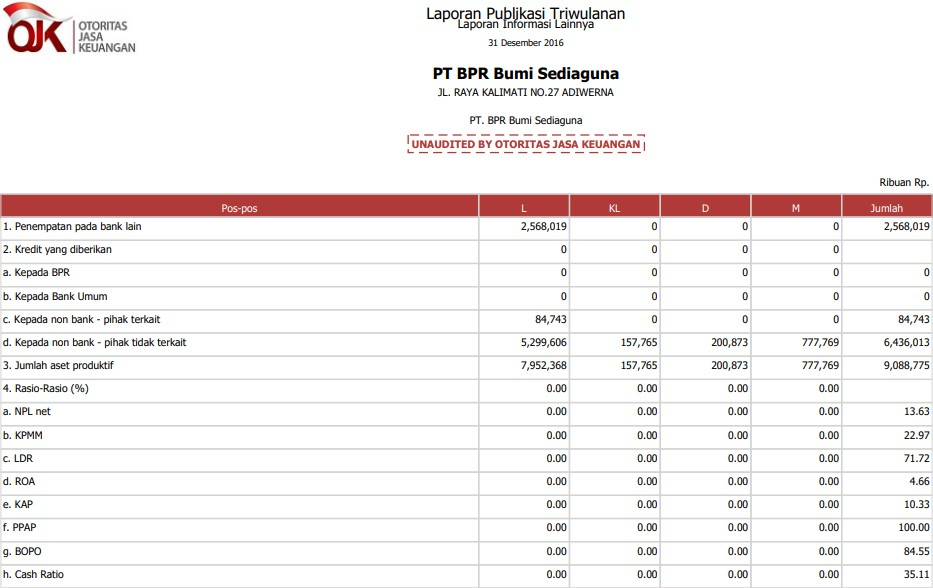 OJK OTORITAS
JASA
KEUANGAN
Laporan Publikasi Triwulanan
Laporan Informasi Lainnya
31 Desember 2016
PT BPR Bumi Sediaguna
JL. RAYA KALIMATI NO.27 ADIWERNA
PT. BPR Bumi Sediaguna
UNAUDITED BY OTORITAS JASA KEUANGAN
Ribuan Rp.
Pos-pos L KL D M Jumlah
1. Penempatan pada bank lain 2,568,019 0 0 0 2,568,019
2. Kredit yang diberikan 0 0 0 0
a. Kepada BPR 0 0 0 0 0
b. Kepada Bank Umum 0 0 0 0 0
c. Kepada non bank - pihak terkait 84,743 0 0 0 84,743
d. Kepada non bank - pihak tidak terkait 5,299,606 157,765 200,873 777,769 6,436,013
3. Jumlah aset produktif 7,952,368 157,765 200,873 777,769 9,088,775
4. Rasio-Rasio (%) 0.00 0.00 0.00 0.00
a. NPL net 0.00 0.00 0.00 0.00 13.63
b. KPMM 0.00 0.00 0.00 0.00 22.97
c. LDR 0.00 0.00 0.00 0.00 71.72
d. ROA 0.00 0.00 0.00 0.00 4.66
e. KAP 0.00 0.00 0.00 0.00 10.33
f. PPAP 0.00 0.00 0.00 0.00 100.00
g. BOPO 0.00 0.00 0.00 0.00 84.55
h. Cash Ratio 0.00 0.00 0.00 0.00 35.11